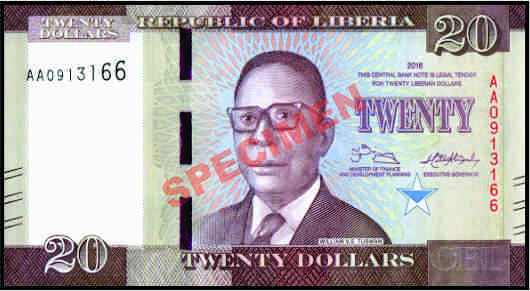 TWENTY
DOLLARS
REPUBLIC OF LIBERIA
20
AA0913166
2016
THIS CENTRAL BANK NOTE IS LEGAL TENDER
FOR TWENTY LIBERIAN DOLLARS
TWENTY
AA0913166
SPECIMEN
MINISTER OF FINANCE
AND DEVELOPMENT PLANNING
EXECUTIVE GOVERNOR
WILLIAM V.S. TUBMAN
20
TWENTY DOLLARS
CBL